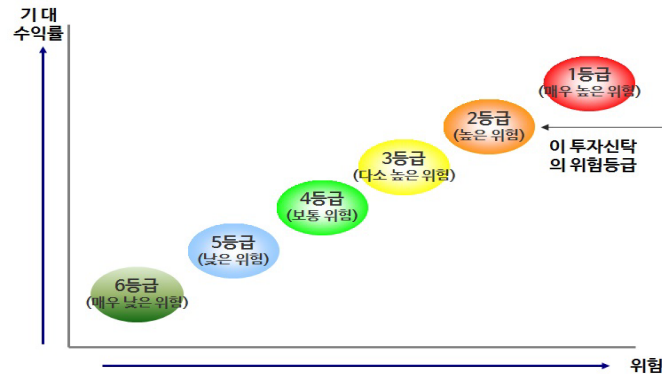 기 대
수익률
1등급
(매우 높은 위험)
2등급
(높은 위험)
이 투자신탁
의 위험등급
3등급
(다소 높은 위험)
4등급
(보통 위험)
5등급
(낮은 위험)
6등급
(매우 낮은 위험)
위험